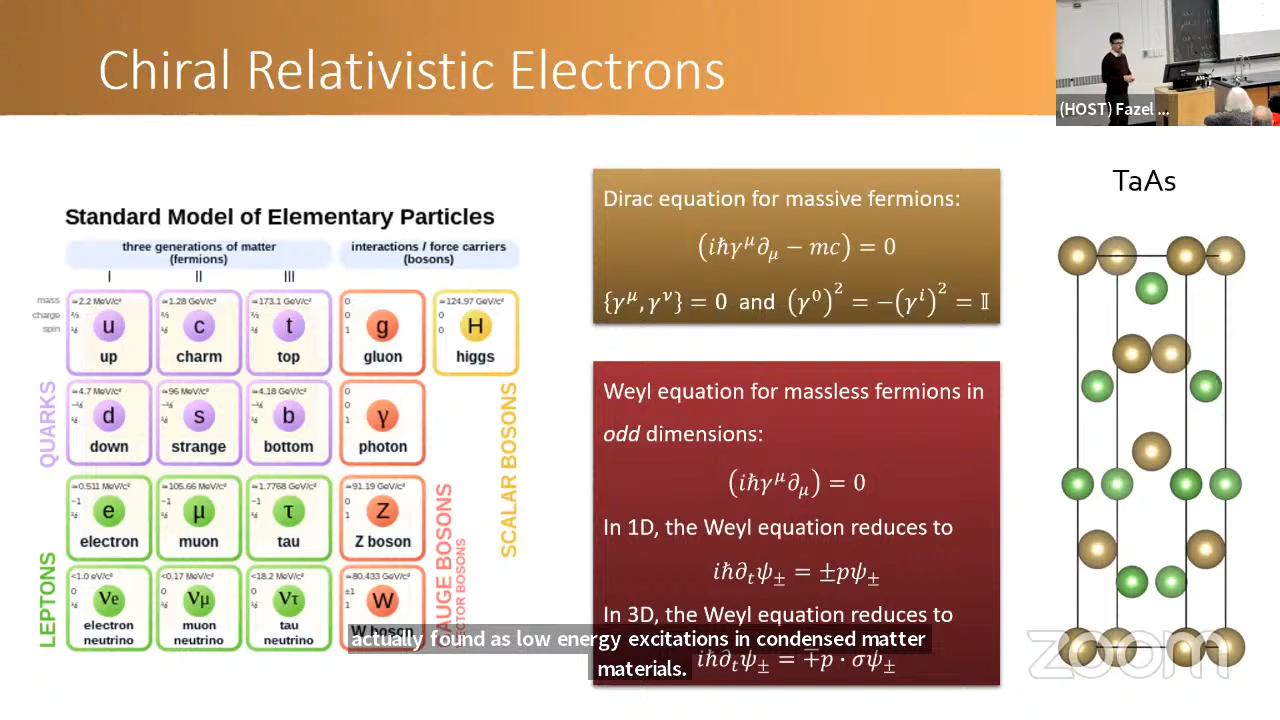 Chiral Relativistic Electrons
(HOST) Fazel ...
Standard Model of Elementary Particles
three generations of matter
(fermions)
interactions / force carriers
(bosons)
I II III
mass
charge
spin
≃2.2 MeV/c²
⅔
½
u
up
≃1.28 GeV/c²
⅔
½
c
charm
≃173.1 GeV/c²
⅔
½
t
top
0
0
1
g
gluon
≃124.97 GeV/c²
0
0
H
higgs
QUARKS
≃4.7 MeV/c²
−⅓
½
d
down
≃96 MeV/c²
−⅓
½
s
strange
≃4.18 GeV/c²
−⅓
½
b
bottom
0
0
1
γ
photon
SCALAR BOSONS
LEPTONS
≃0.511 MeV/c²
−1
½
e
electron
≃105.66 MeV/c²
−1
½
μ
muon
≃1.7768 GeV/c²
−1
½
τ
tau
≃91.19 GeV/c²
0
1
Z
Z boson
<1.0 eV/c²
0
½
νe
electron
neutrino
<0.17 MeV/c²
0
½
νμ
muon
neutrino
<18.2 MeV/c²
0
½
ντ
tau
neutrino
≃80.433 GeV/c²
±1
1
W
W boson
GAUGE BOSONS
VECTOR BOSONS
Dirac equation for massive fermions:
(iℏγ^μ∂_μ − mc) = 0
{γ^μ, γ^ν} = 0 and (γ^0)^2 = −(γ^i)^2 = 𝕀
Weyl equation for massless fermions in
odd dimensions:
(iℏγ^μ∂_μ) = 0
In 1D, the Weyl equation reduces to
iℏ∂_tψ_± = ±pψ_±
In 3D, the Weyl equation reduces to
iℏ∂_tψ_± = ∓p · σψ_±
TaAs
actually found as low energy excitations in condensed matter
materials.
zoom